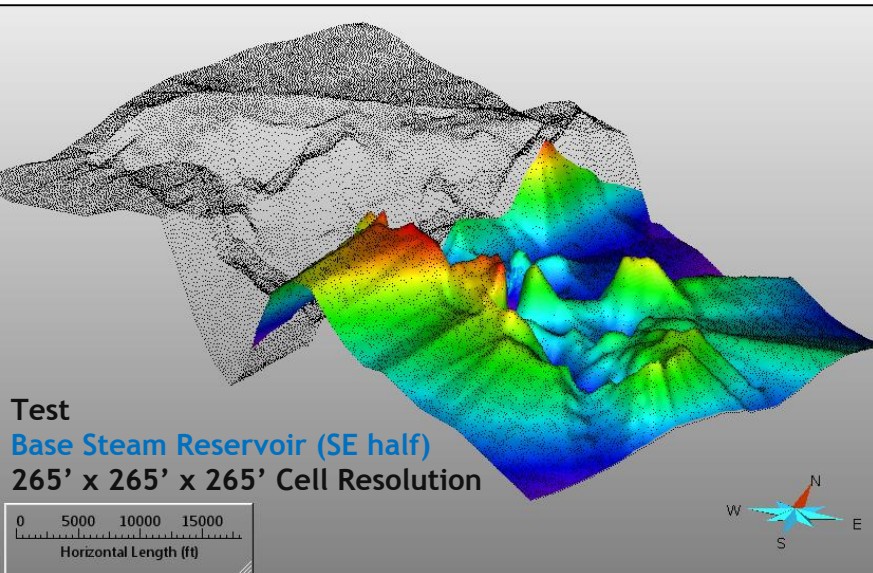 Test
Base Steam Reservoir (SE half)
265’ x 265’ x 265’ Cell Resolution
0 5000 10000 15000
Horizontal Length (ft)
N
W
E
S